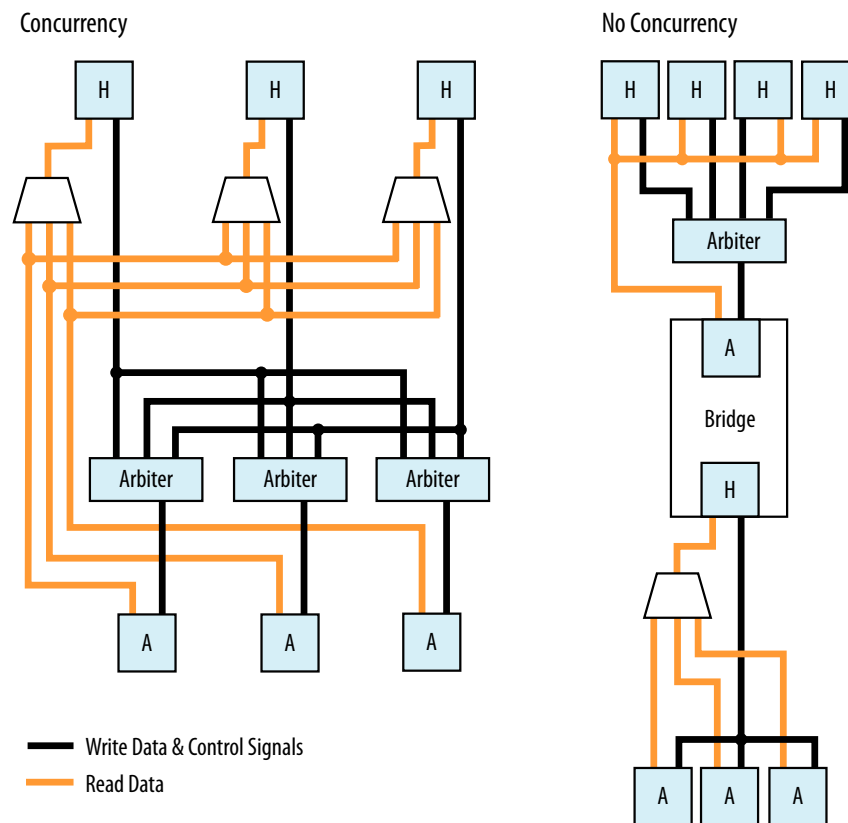 Concurrency
No Concurrency
H H H
H H H H
Arbiter
A
Bridge
H
Arbiter Arbiter Arbiter
A A A
Write Data & Control Signals
Read Data
A A A